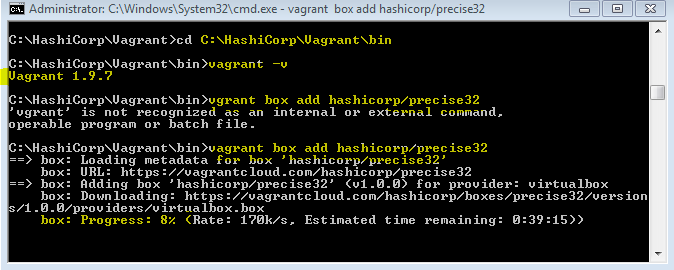 Administrator: C:\Windows\System32\cmd.exe - vagrant  box add hashicorp/precise32
C:\HashiCorp\Vagrant>cd C:\HashiCorp\Vagrant\bin
C:\HashiCorp\Vagrant\bin>vagrant -v
Vagrant 1.9.7
C:\HashiCorp\Vagrant\bin>vgrant box add hashicorp/precise32
'vgrant' is not recognized as an internal or external command,
operable program or batch file.
C:\HashiCorp\Vagrant\bin>vagrant box add hashicorp/precise32
==> box: Loading metadata for box 'hashicorp/precise32'
    box: URL: https://vagrantcloud.com/hashicorp/precise32
==> box: Adding box 'hashicorp/precise32' (v1.0.0) for provider: virtualbox
    box: Downloading: https://vagrantcloud.com/hashicorp/boxes/precise32/version
s/1.0.0/providers/virtualbox.box
    box: Progress: 8% (Rate: 170k/s, Estimated time remaining: 0:39:15))